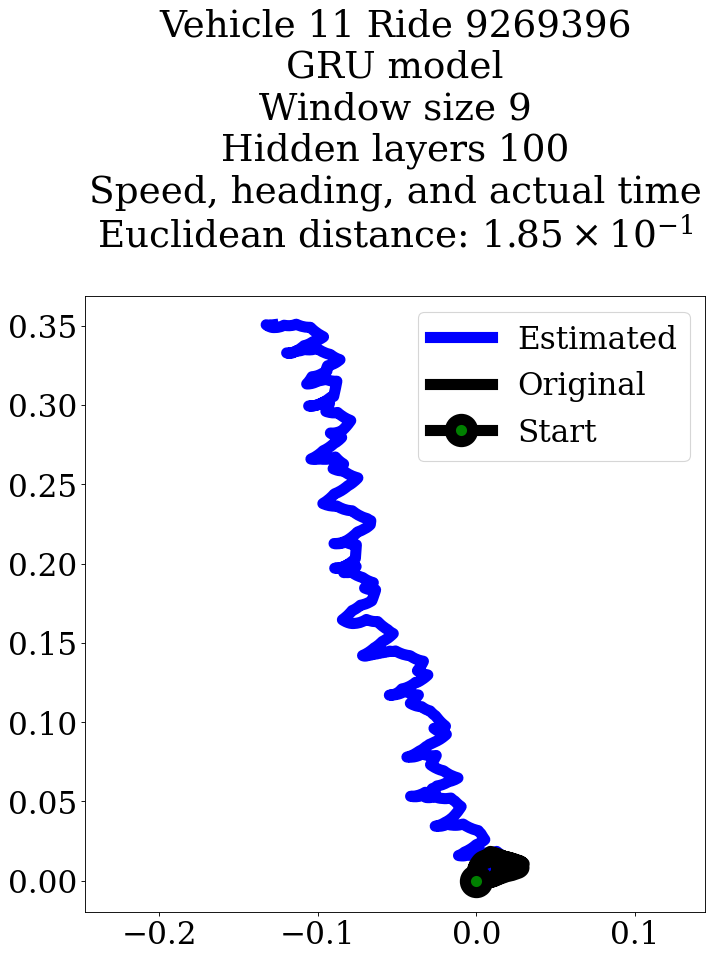 Vehicle 11 Ride 9269396
GRU model
Window size 9
Hidden layers 100
Speed, heading, and actual time
Euclidean distance: 1.85 × 10⁻¹
Estimated
Original
Start
0.35
0.30
0.25
0.20
0.15
0.10
0.05
0.00
−0.2 −0.1 0.0 0.1